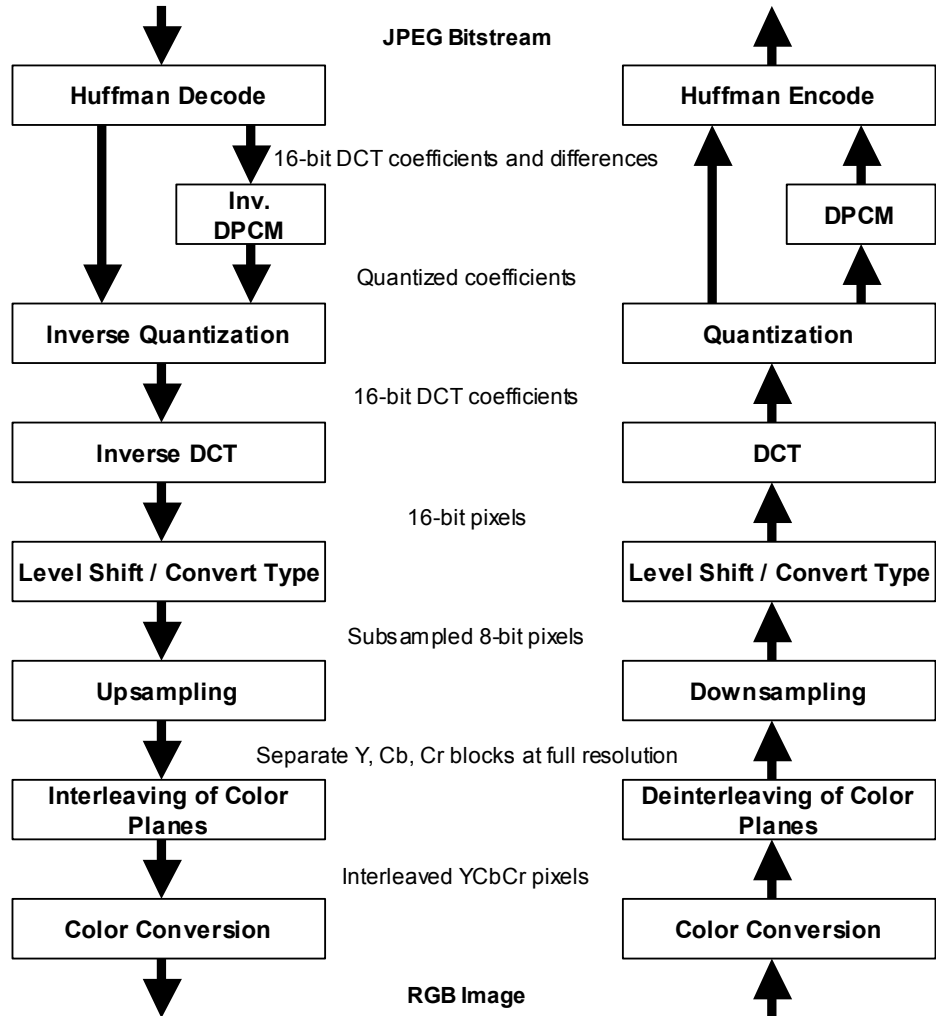 JPEG Bitstream
Huffman Decode
Huffman Encode
16-bit DCT coefficients and differences
Inv.
DPCM
DPCM
Quantized coefficients
Inverse Quantization
Quantization
16-bit DCT coefficients
Inverse DCT
DCT
16-bit pixels
Level Shift / Convert Type
Level Shift / Convert Type
Subsampled 8-bit pixels
Upsampling
Downsampling
Separate Y, Cb, Cr blocks at full resolution
Interleaving of Color
Planes
Deinterleaving of Color
Planes
Interleaved YCbCr pixels
Color Conversion
Color Conversion
RGB Image